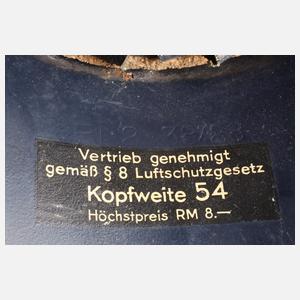 Vertrieb genehmigt
gemäß § 8 Luftschutzgesetz
Kopfweite 54
Höchstpreis RM 8.—